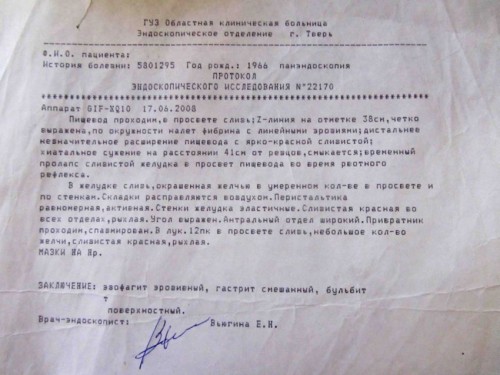 ГУЗ Областная клиническая больница
Эндоскопическое отделение г. Тверь
Ф.И.О. пациента:
История болезни: 5801295 Год рожд.: 1966 панэндоскопия
ПРОТОКОЛ
ЭНДОСКОПИЧЕСКОГО ИССЛЕДОВАНИЯ N°22170
Аппарат GIF-XQ10 17.06.2008
Пищевод проходим,в просвете слизь;Z-линия на отметке 38см,четко
выражена,по окружности налет фибрина с линейными эрозиями;дистальнее
незначительное расширение пищевода с ярко-красной слизистой;
хиатальное сужение на расстоянии 41см от резцов,смыкается;временный
пролапс слизистой желудка в просвет пищевода во время рвотного
рефлекса.
В желудке слизь,окрашенная желчью в умеренном кол-ве в просвете и
по стенкам.Складки расправляются воздухом.Перистальтика
равномерная,активная.Стенки желудка эластичные.Слизистая красная во
всех отделах,рыхлая.Угол выражен.Антральный отдел широкий.Привратник
проходим,спазмирован.В лук.12пк в просвете слизь,небольшое кол-во
желчи,слизистая красная,рыхлая.
МАЗКИ НА Hp.
ЗАКЛЮЧЕНИЕ: эзофагит эрозивный, гастрит смешанный, бульбит
т
поверхностный.
Врач-эндоскопист: Вьюгина Е.Н.